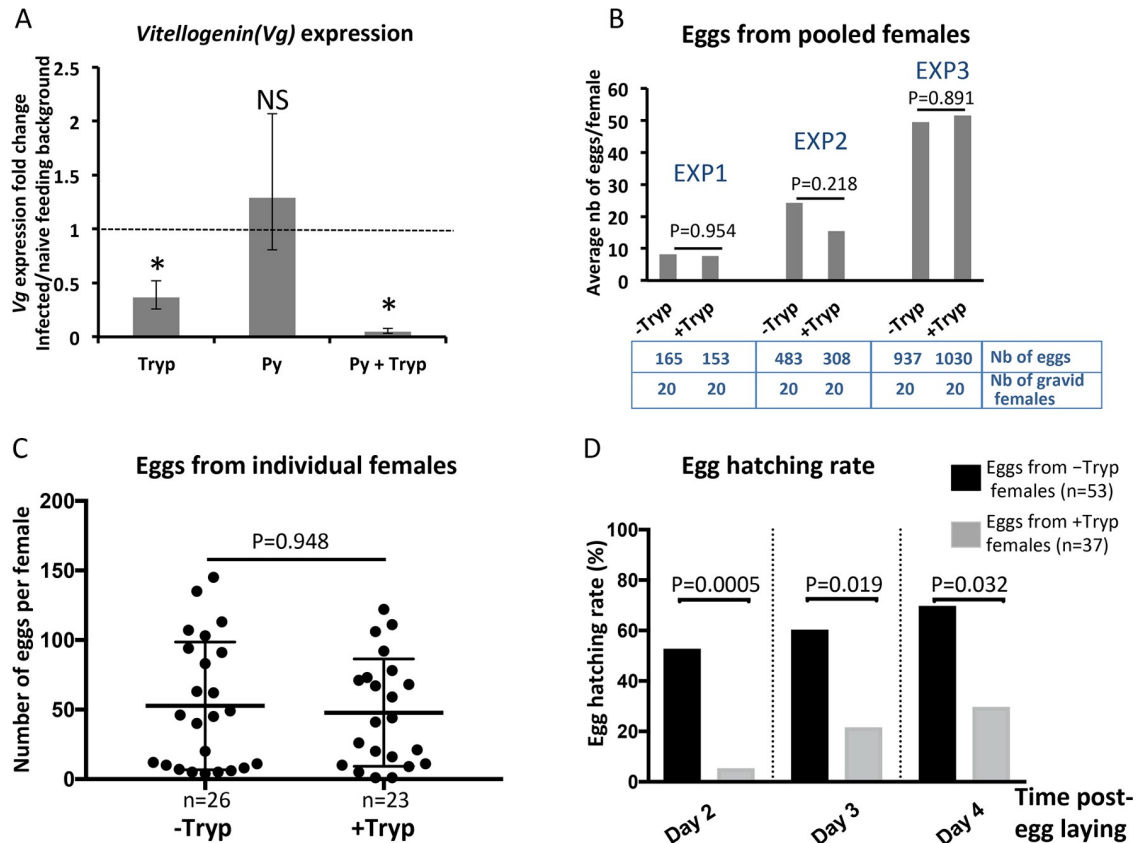 A
Vitellogenin(Vg) expression
Vg expression fold change
Infected/naive feeding background
2.5
2
1.5
1
0.5
0
*
NS
*
Tryp
Py
Py + Tryp
B
Eggs from pooled females
Average nb of eggs/female
60
50
40
30
20
10
0
EXP1
P=0.954
EXP2
P=0.218
EXP3
P=0.891
-Tryp +Tryp -Tryp +Tryp -Tryp +Tryp
165 153 483 308 937 1030 Nb of eggs
20 20 20 20 20 20 Nb of gravid
females
C
Eggs from individual females
Number of eggs per female
200
150
100
50
0
P=0.948
n=26 n=23
-Tryp +Tryp
D
Egg hatching rate
Eggs from −Tryp
females (n=53)
Eggs from +Tryp
females (n=37)
Egg hatching rate (%)
100
80
60
40
20
0
P=0.0005
P=0.019
P=0.032
Day 2
Day 3
Day 4
Time post-
egg laying